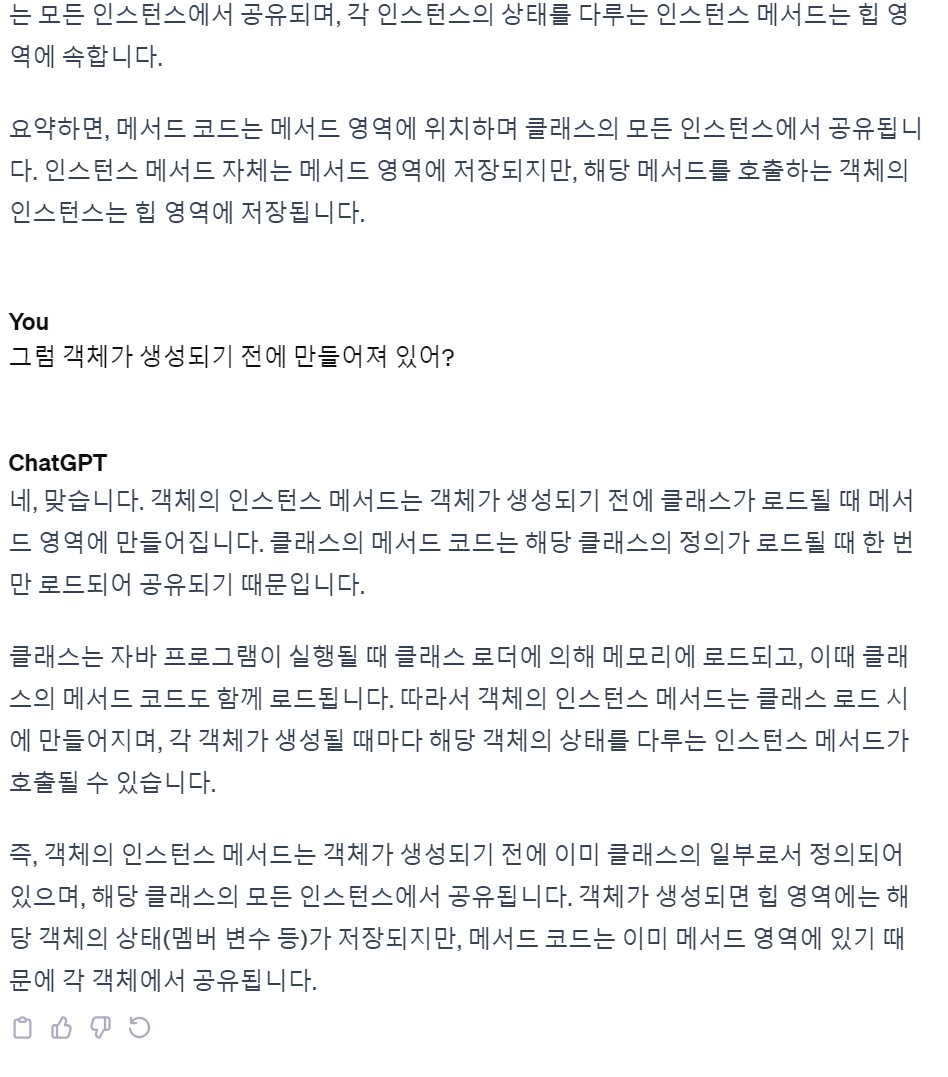 는 모든 인스턴스에서 공유되며, 각 인스턴스의 상태를 다루는 인스턴스 메서드는 힙 영
역에 속합니다.
요약하면, 메서드 코드는 메서드 영역에 위치하며 클래스의 모든 인스턴스에서 공유됩니
다. 인스턴스 메서드 자체는 메서드 영역에 저장되지만, 해당 메서드를 호출하는 객체의
인스턴스는 힙 영역에 저장됩니다.
You
그럼 객체가 생성되기 전에 만들어져 있어?
ChatGPT
네, 맞습니다. 객체의 인스턴스 메서드는 객체가 생성되기 전에 클래스가 로드될 때 메서
드 영역에 만들어집니다. 클래스의 메서드 코드는 해당 클래스의 정의가 로드될 때 한 번
만 로드되어 공유되기 때문입니다.
클래스는 자바 프로그램이 실행될 때 클래스 로더에 의해 메모리에 로드되고, 이때 클래
스의 메서드 코드도 함께 로드됩니다. 따라서 객체의 인스턴스 메서드는 클래스 로드 시
에 만들어지며, 각 객체가 생성될 때마다 해당 객체의 상태를 다루는 인스턴스 메서드가
호출될 수 있습니다.
즉, 객체의 인스턴스 메서드는 객체가 생성되기 전에 이미 클래스의 일부로서 정의되어
있으며, 해당 클래스의 모든 인스턴스에서 공유됩니다. 객체가 생성되면 힙 영역에는 해
당 객체의 상태(멤버 변수 등)가 저장되지만, 메서드 코드는 이미 메서드 영역에 있기 때
문에 각 객체에서 공유됩니다.